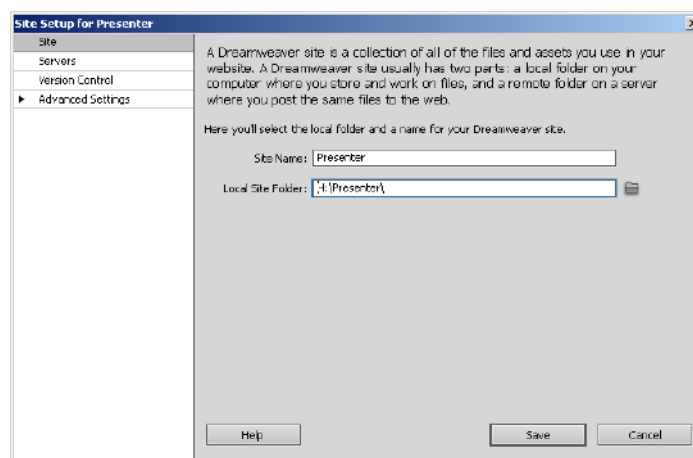 Site Setup for Presenter
Site
Servers
Version Control
Advanced Settings
A Dreamweaver site is a collection of all of the files and assets you use in your
website. A Dreamweaver site usually has two parts: a local folder on your
computer where you store and work on files, and a remote folder on a server
where you post the same files to the web.
Here you'll select the local folder and a name for your Dreamweaver site.
Site Name: Presenter
Local Site Folder: H:\Presenter\
Help
Save
Cancel